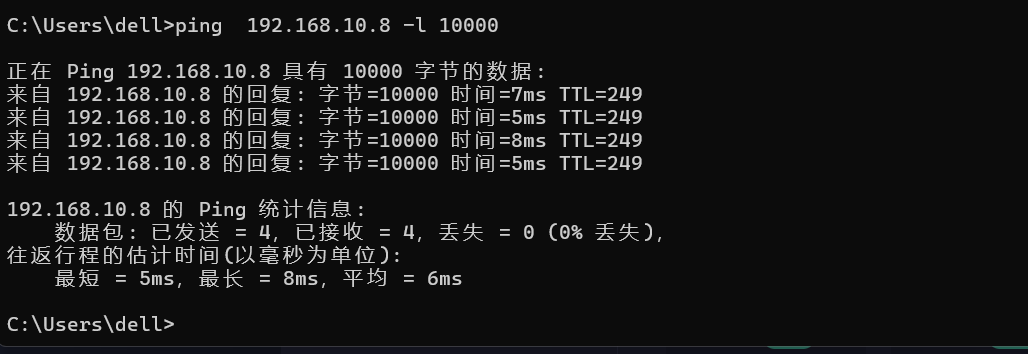 C:\Users\dell>ping  192.168.10.8 -l 10000
正在 Ping 192.168.10.8 具有 10000 字节的数据:
来自 192.168.10.8 的回复: 字节=10000 时间=7ms TTL=249
来自 192.168.10.8 的回复: 字节=10000 时间=5ms TTL=249
来自 192.168.10.8 的回复: 字节=10000 时间=8ms TTL=249
来自 192.168.10.8 的回复: 字节=10000 时间=5ms TTL=249
192.168.10.8 的 Ping 统计信息:
    数据包: 已发送 = 4, 已接收 = 4, 丢失 = 0 (0% 丢失),
往返行程的估计时间(以毫秒为单位):
    最短 = 5ms, 最长 = 8ms, 平均 = 6ms
C:\Users\dell>